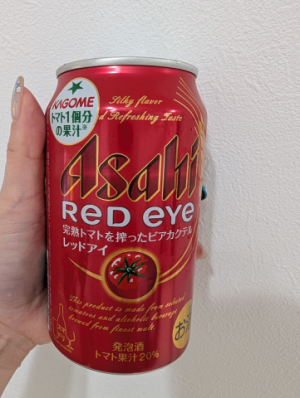 KAGOME
トマト1個分
の果汁※
Silky flavor
d Refreshing Taste
Asahi
ReD eYe
完熟トマトを搾ったビアカクテル
レッドアイ
This product is made from selected
tomatoes and alcoholic beverage
brewed from finest malt.
お
発泡酒
トマト果汁20%